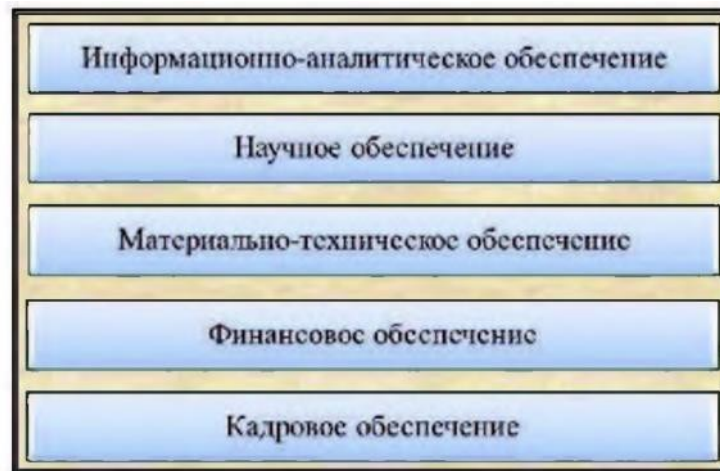 Информационно-аналитическое обеспечение
Научное обеспечение
Материально-техническое обеспечение
Финансовое обеспечение
Кадровое обеспечение